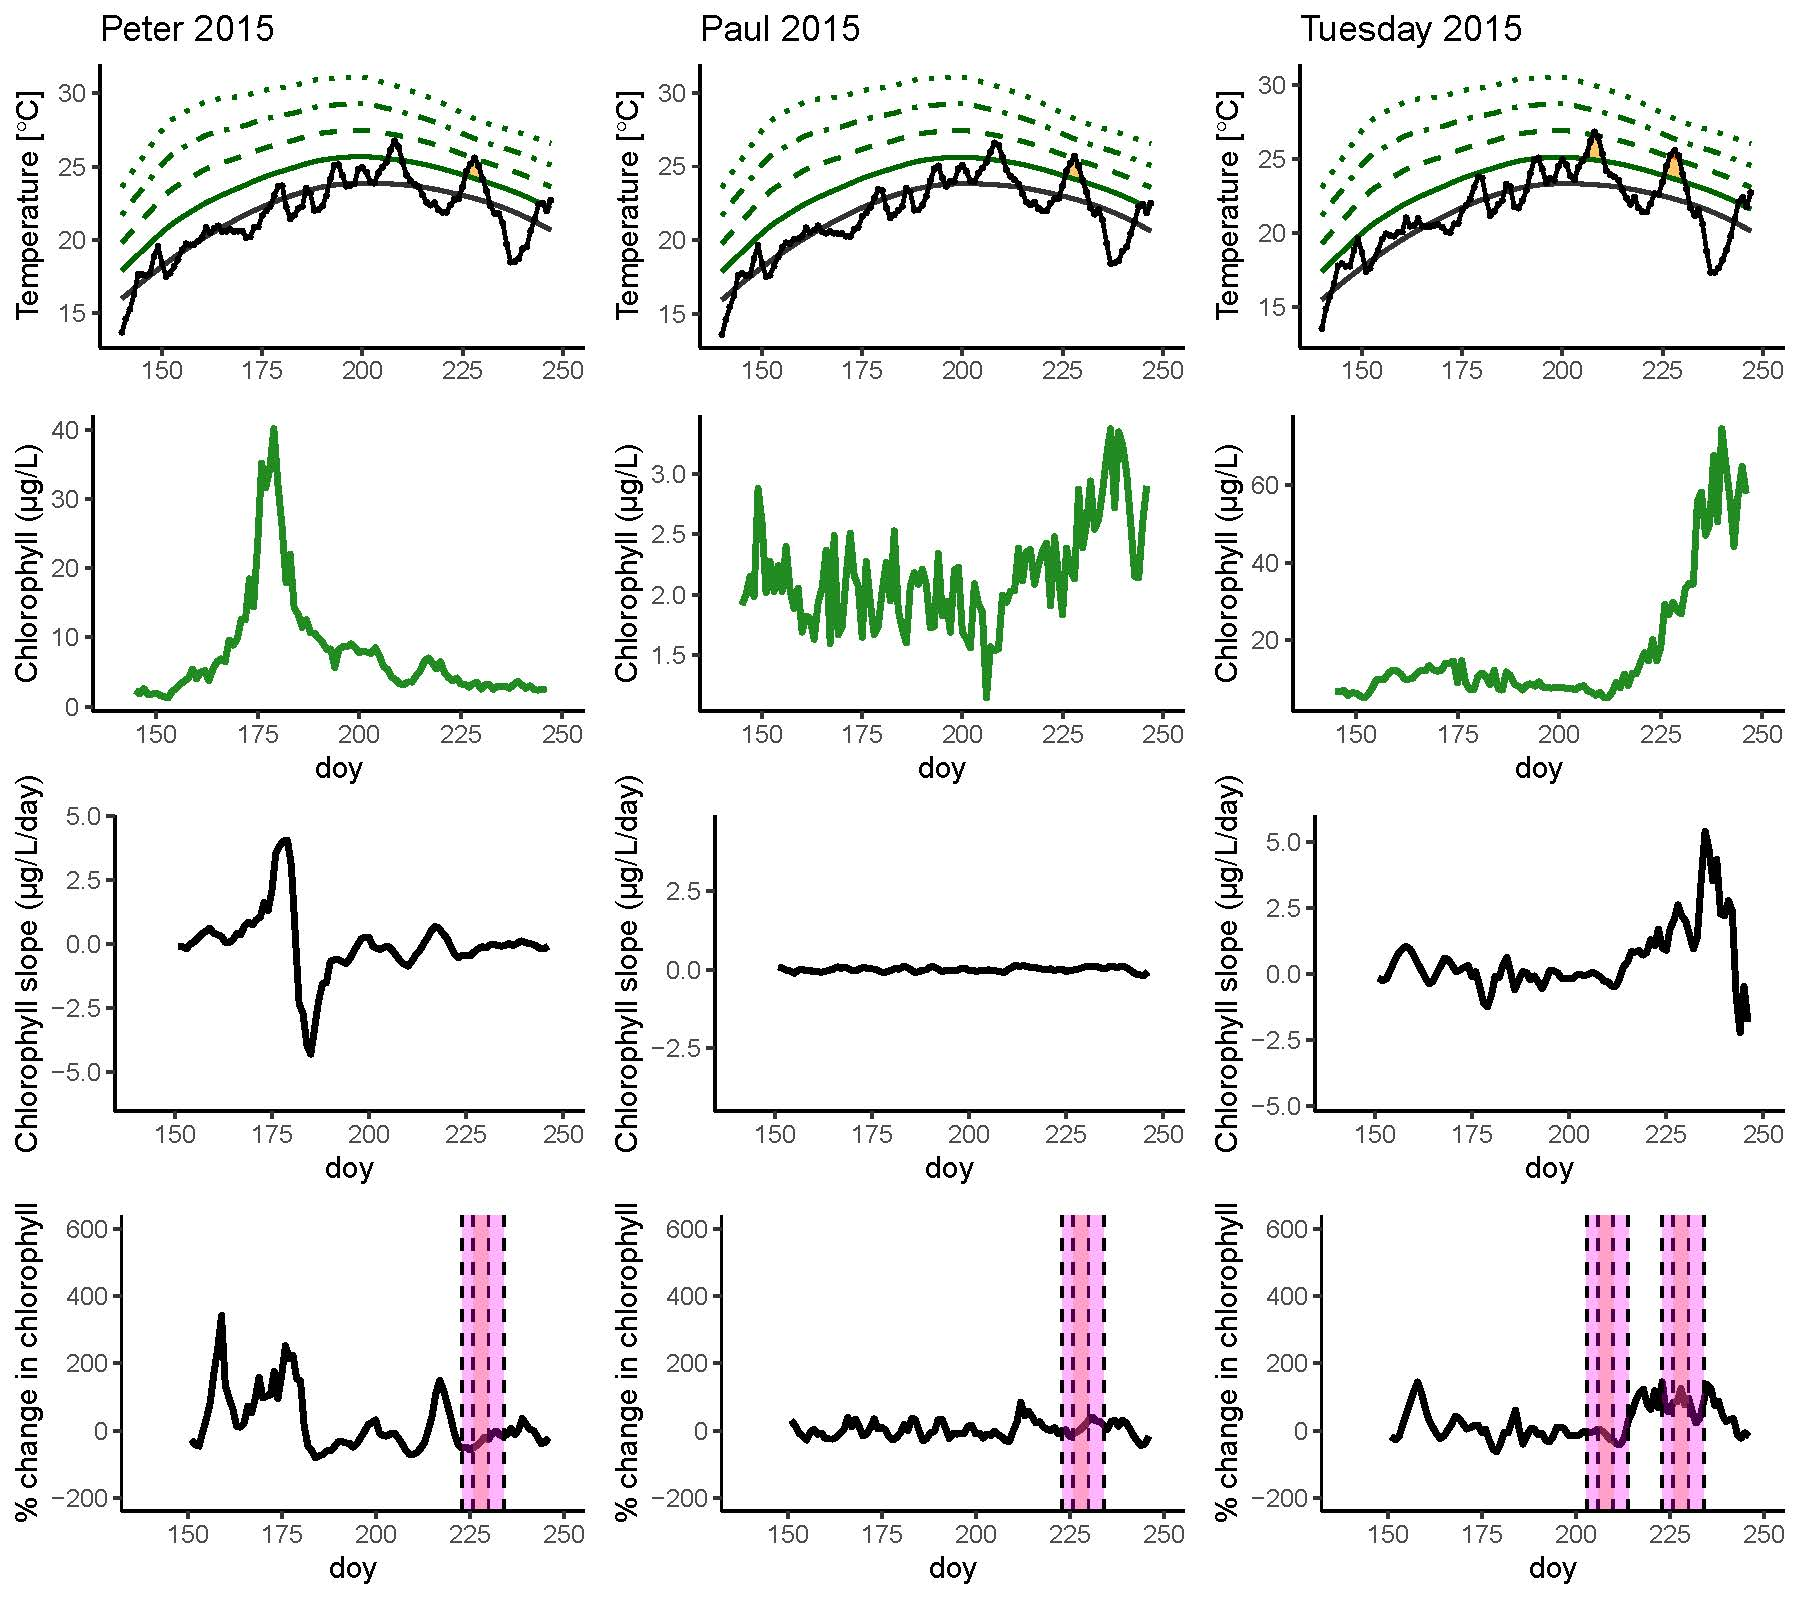 Peter 2015
Paul 2015
Tuesday 2015
Temperature [°C]
30
25
20
15
150 175 200 225 250
Temperature [°C]
30
25
20
15
150 175 200 225 250
Temperature [°C]
30
25
20
15
150 175 200 225 250
Chlorophyll (µg/L)
40
30
20
10
0
150 175 200 225 250
doy
Chlorophyll (µg/L)
3.0
2.5
2.0
1.5
150 175 200 225 250
doy
Chlorophyll (µg/L)
60
40
20
150 175 200 225 250
doy
Chlorophyll slope (µg/L/day)
5.0
2.5
0.0
−2.5
−5.0
150 175 200 225 250
doy
Chlorophyll slope (µg/L/day)
2.5
0.0
−2.5
150 175 200 225 250
doy
Chlorophyll slope (µg/L/day)
5.0
2.5
0.0
−2.5
−5.0
150 175 200 225 250
doy
% change in chlorophyll
600
400
200
0
−200
150 175 200 225 250
doy
% change in chlorophyll
600
400
200
0
−200
150 175 200 225 250
doy
% change in chlorophyll
600
400
200
0
−200
150 175 200 225 250
doy